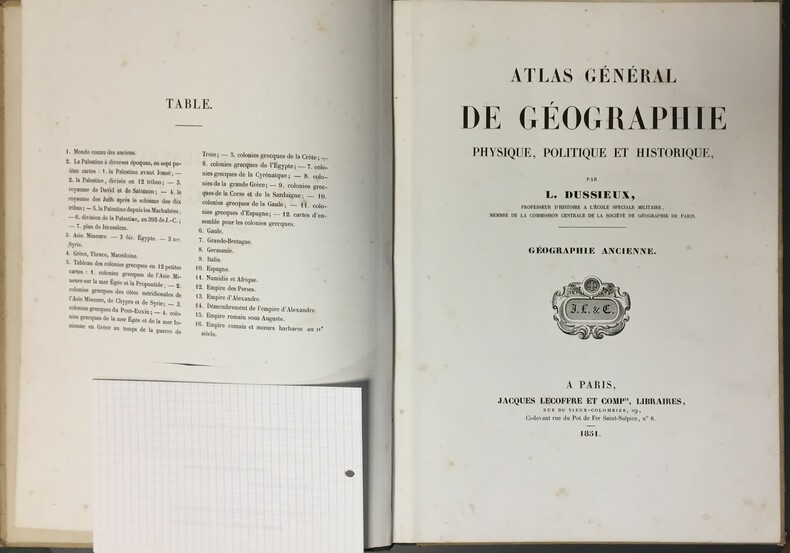 TABLE.
1. Monde connu des anciens.
2. La Palestine à diverses époques, en sept pe-
tites cartes : 1. la Palestine avant Josué ; —
2. la Palestine, divisée en 12 tribus ; — 3.
royaume de David et de Salomon ; — 4. le
royaume des Juifs après le schisme des dix
tribus ; — 5. la Palestine depuis les Machabées ;
— 6. division de la Palestine, an 395 de J.-C. ;
— 7. plan de Jérusalem.
3. Asie Mineure. — 3 bis. Égypte. — 3 ter.
Syrie.
4. Grèce, Thrace, Macédoine.
5. Tableau des colonies grecques en 12 petites
cartes : 1. colonies grecques de l'Asie Mi-
neure sur la mer Égée et la Propontide ; — 2.
colonies grecques des côtes méridionales de
l'Asie Mineure, de Chypre et de Syrie ; — 3.
colonies grecques du Pont-Euxin ; — 4. colo-
nies grecques de la mer Égée et de la mer Io-
nienne en Grèce au temps de la guerre de
Troie ; — 5. colonies grecques de la Crète ; —
6. colonies grecques de l'Égypte ; — 7. colo-
nies grecques de la Cyrénaïque ; — 8. colo-
nies de la grande Grèce ; — 9. colonies grec-
ques de la Corse et de la Sardaigne ; — 10.
colonies grecques de la Gaule ; — 11. colo-
nies grecques d'Espagne ; — 12. cartes d'en-
semble pour les colonies grecques.
6. Gaule.
7. Grande-Bretagne.
8. Germanie.
9. Italie.
10. Espagne.
11. Numidie et Afrique.
12. Empire des Perses.
13. Empire d'Alexandre.
14. Démembrement de l'empire d'Alexandre.
15. Empire romain sous Auguste.
16. Empire romain et mœurs barbares au IVe
siècle.
ATLAS GÉNÉRAL
DE GÉOGRAPHIE
PHYSIQUE, POLITIQUE ET HISTORIQUE,
PAR
L. DUSSIEUX,
PROFESSEUR D'HISTOIRE A L'ÉCOLE SPÉCIALE MILITAIRE,
MEMBRE DE LA COMMISSION CENTRALE DE LA SOCIÉTÉ DE GÉOGRAPHIE DE PARIS.
GÉOGRAPHIE ANCIENNE.
J. L. & C.
A PARIS,
JACQUES LECOFFRE ET COMPIE, LIBRAIRES,
RUE DU VIEUX-COLOMBIER, 29,
Ci-devant rue du Pot de Fer Saint-Sulpice, n° 8.
1851.